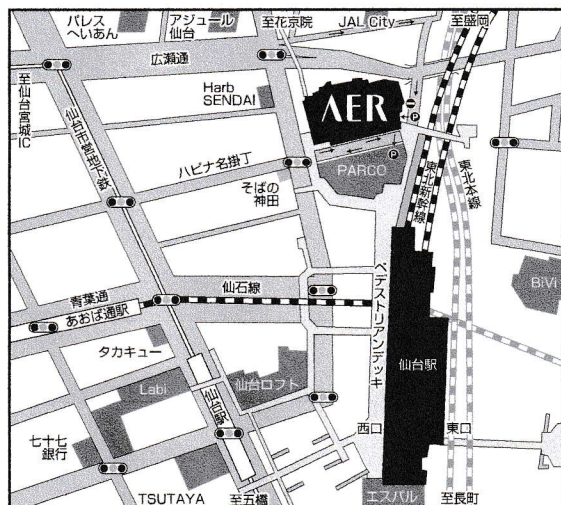 パレス
へいあん
アジュール
仙台
至花京院
JAL City
至盛岡
広瀬通
至仙台
宮城
IC
Harb
SENDAI
AER
P
仙台市営地下鉄
ハピナ名掛丁
P
PARCO
そばの
神田
東北新幹線
東北本線
青葉通
仙石線
あおば通駅
ペデストリアンデッキ
BiVi
タカキュー
仙台駅
Labi
仙台ロフト
仙台駅
七十七
銀行
西口
東口
TSUTAYA
至五橋
エスパル
至長町